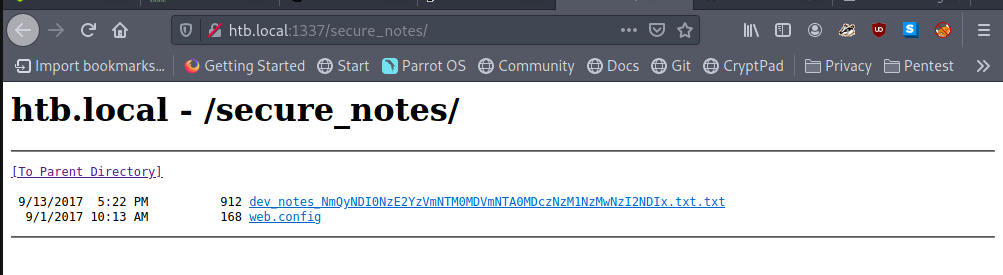 htb.local:1337/secure_notes/
Import bookmarks... Getting Started Start Parrot OS Community Docs Git CryptPad Privacy Pentest
htb.local - /secure_notes/
[To Parent Directory]
9/13/2017 5:22 PM 912 dev_notes_NmQyNDI0NzE2YzVmNTM0MDVmNTA0MDczNzM1NzMwNzI2NDIx.txt.txt
9/1/2017 10:13 AM 168 web.config